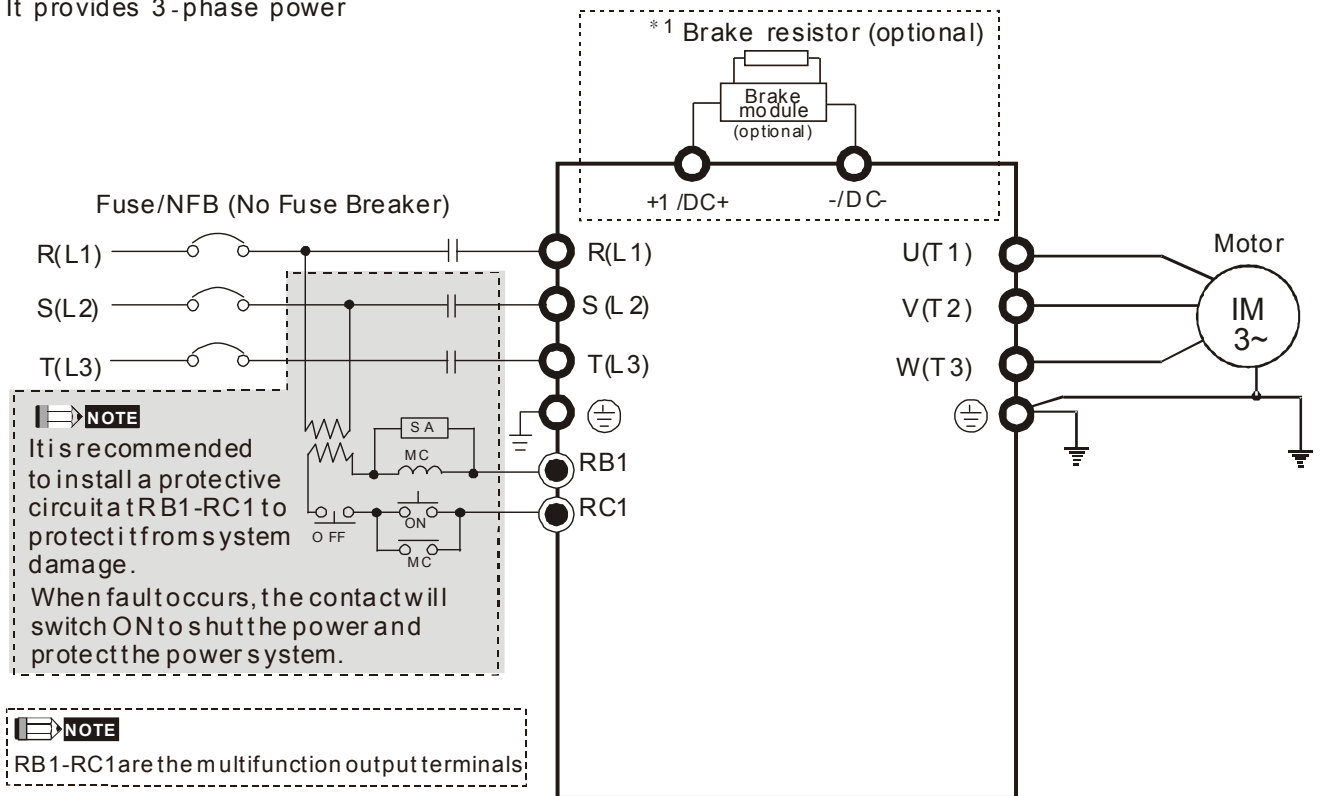 It provides 3-phase power
*1 Brake resistor (optional)
Brake
module
(optional)
+1/DC+
-/DC-
Fuse/NFB (No Fuse Breaker)
R(L1)
R(L1)
U(T1)
Motor
S(L2)
S(L2)
V(T2)
IM
3~
T(L3)
T(L3)
W(T3)
NOTE
It is recommended
to install a protective
circuit at RB1-RC1 to
protect it from system
damage.
When fault occurs, the contact will
switch ON to shut the power and
protect the power system.
SA
MC
RB1
OFF
ON
MC
RC1
NOTE
RB1-RC1 are the multifunction output terminals